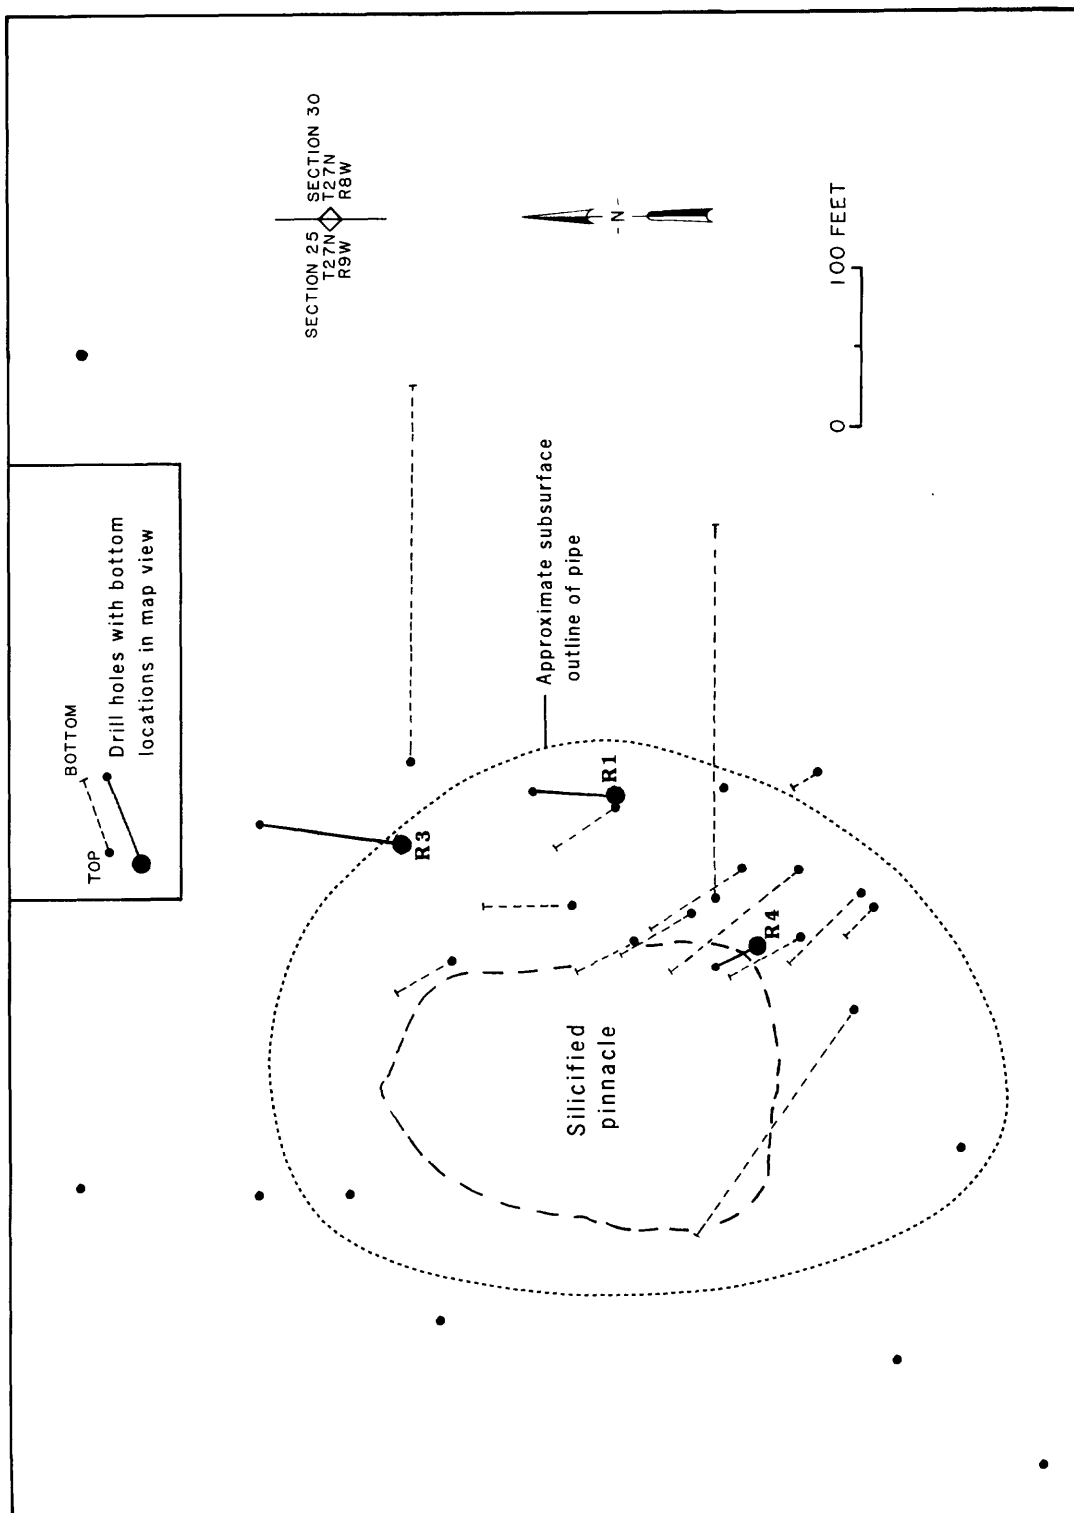 TOP
BOTTOM
Drill holes with bottom
locations in map view
SECTION 25
T27N
R9W
SECTION 30
T27N
R8W
-N-
Approximate subsurface
outline of pipe
R3
R1
R4
Silicified
pinnacle
0
100 FEET